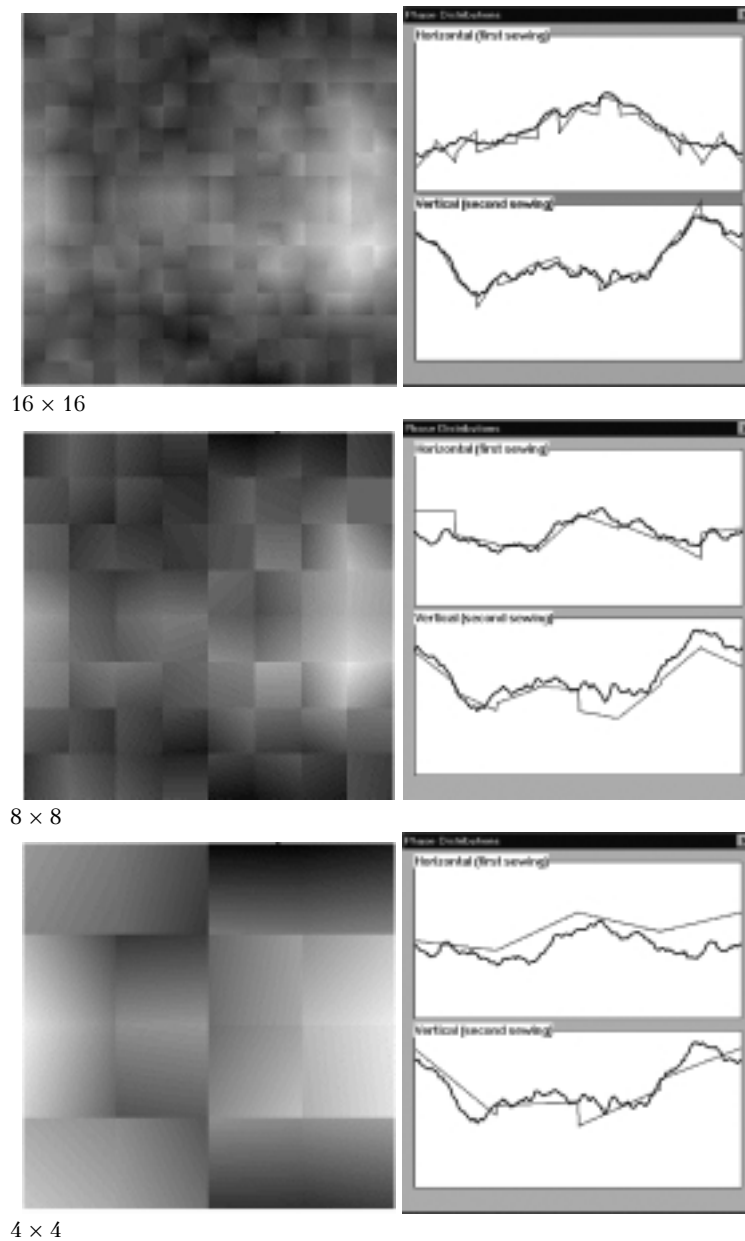 Phase Distributions
Horizontal (first sewing)
Vertical (second sewing)
16 × 16
Phase Distributions
Horizontal (first sewing)
Vertical (second sewing)
8 × 8
Phase Distributions
Horizontal (first sewing)
Vertical (second sewing)
4 × 4